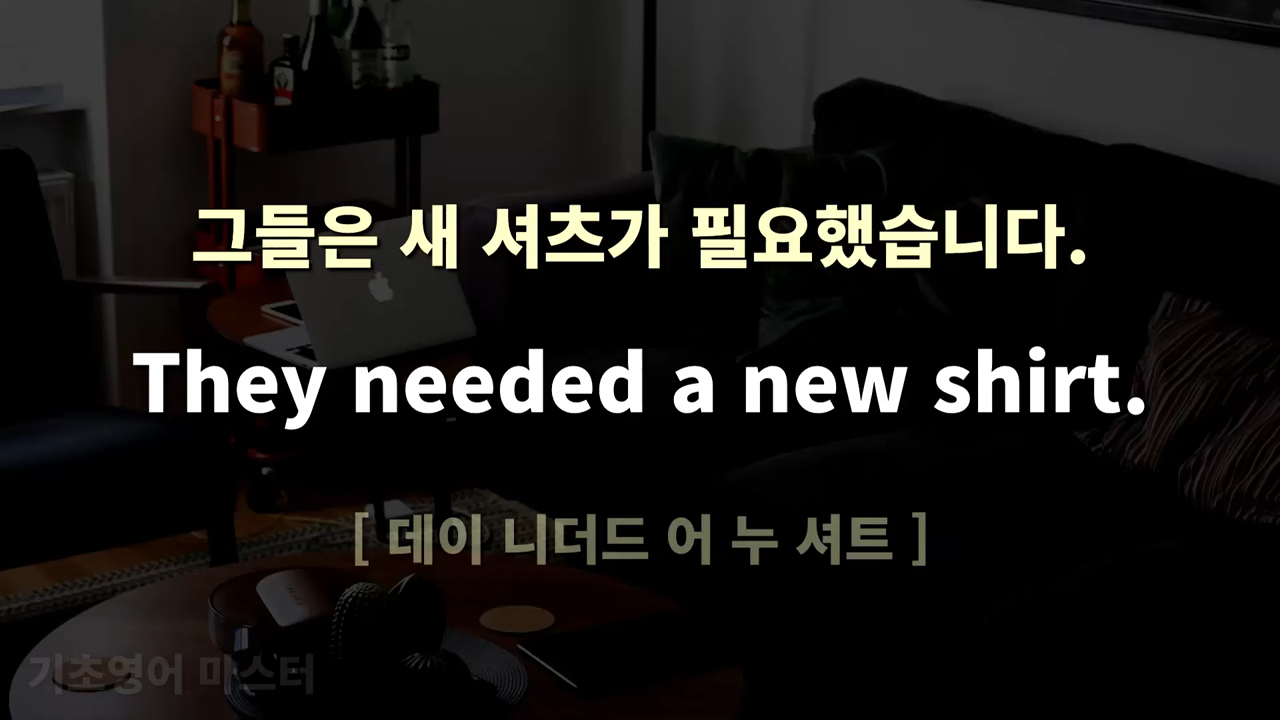 그들은 새 셔츠가 필요했습니다.
They needed a new shirt.
[ 데이 니더드 어 누 셔트 ]
기초영어 마스터